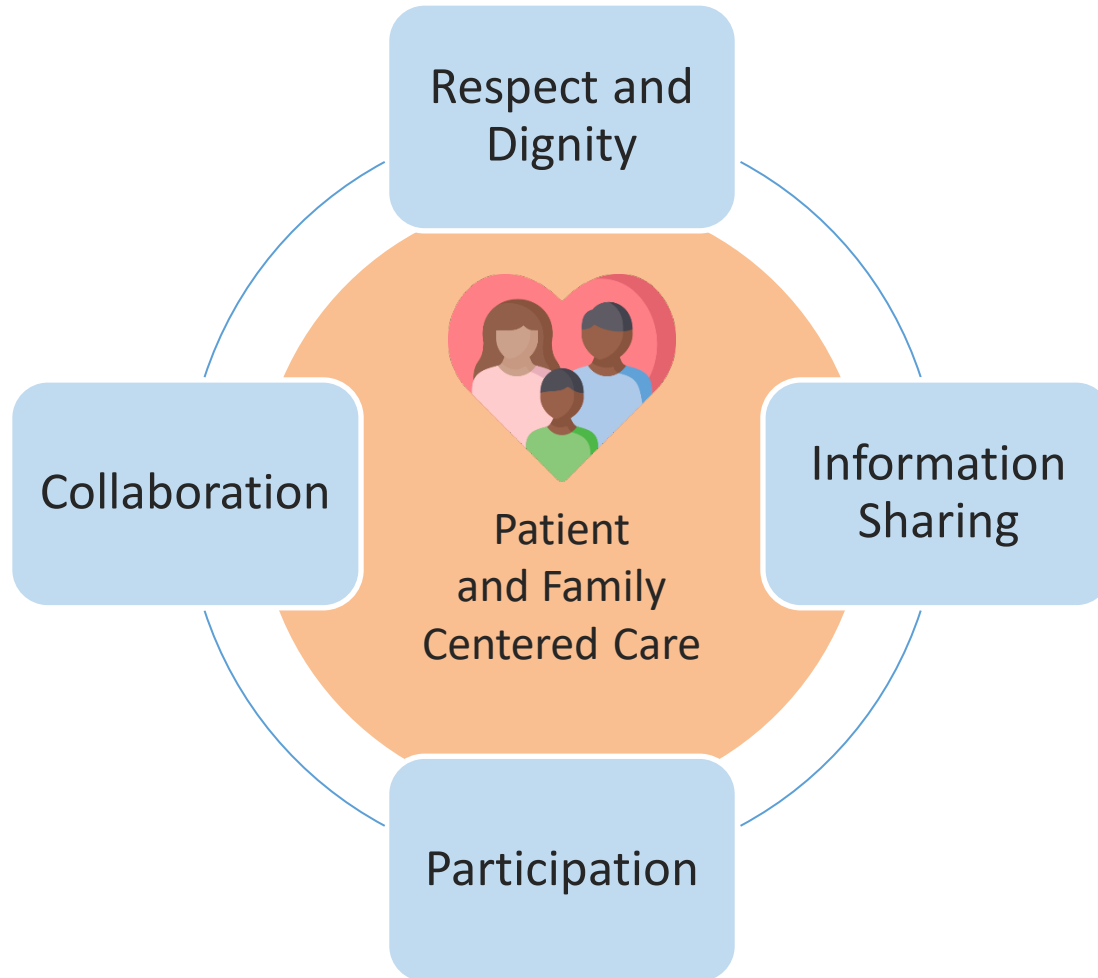 Respect and
Dignity
Collaboration
Information
Sharing
Patient
and Family
Centered Care
Participation